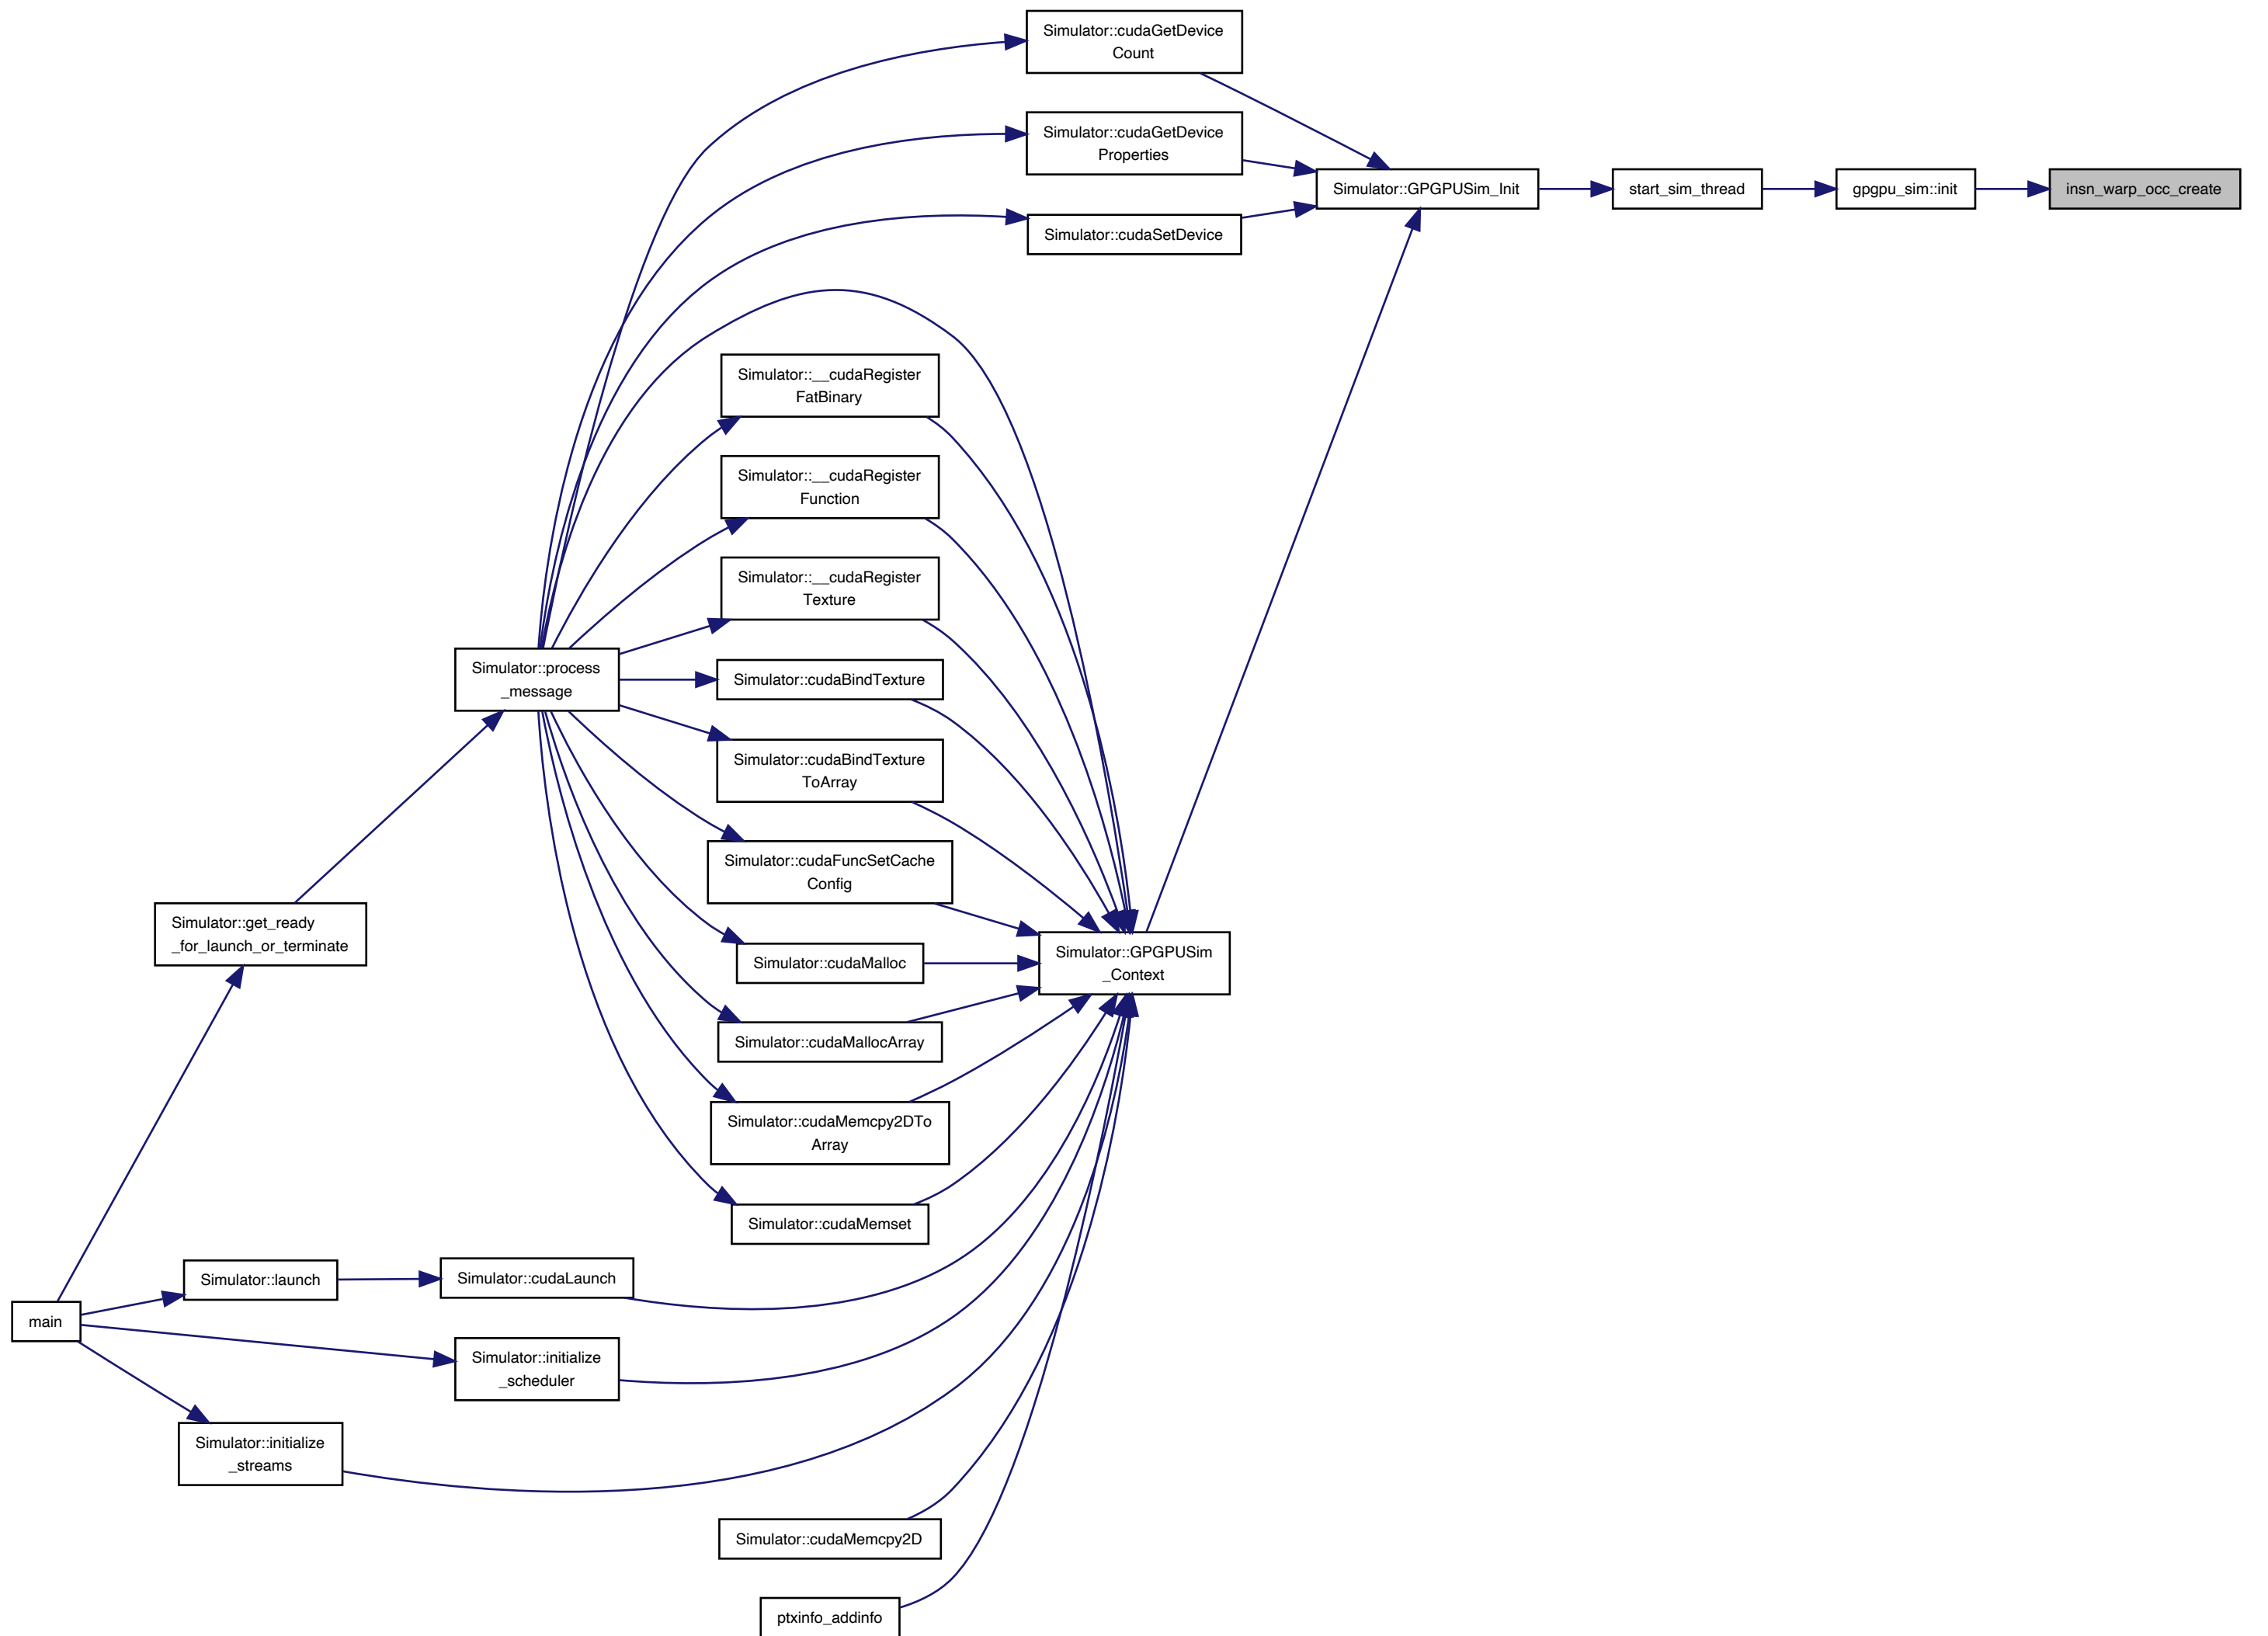 Simulator::cudaGetDevice
Count
Simulator::cudaGetDevice
Properties
Simulator::GPGPUSim_Init
start_sim_thread
gpgpu_sim::init
insn_warp_occ_create
Simulator::cudaSetDevice
Simulator::__cudaRegister
FatBinary
Simulator::__cudaRegister
Function
Simulator::__cudaRegister
Texture
Simulator::process
_message
Simulator::cudaBindTexture
Simulator::cudaBindTexture
ToArray
Simulator::cudaFuncSetCache
Config
Simulator::get_ready
_for_launch_or_terminate
Simulator::cudaMalloc
Simulator::GPGPUSim
_Context
Simulator::cudaMallocArray
Simulator::cudaMemcpy2DTo
Array
Simulator::cudaMemset
Simulator::launch
Simulator::cudaLaunch
main
Simulator::initialize
_scheduler
Simulator::initialize
_streams
Simulator::cudaMemcpy2D
ptxinfo_addinfo